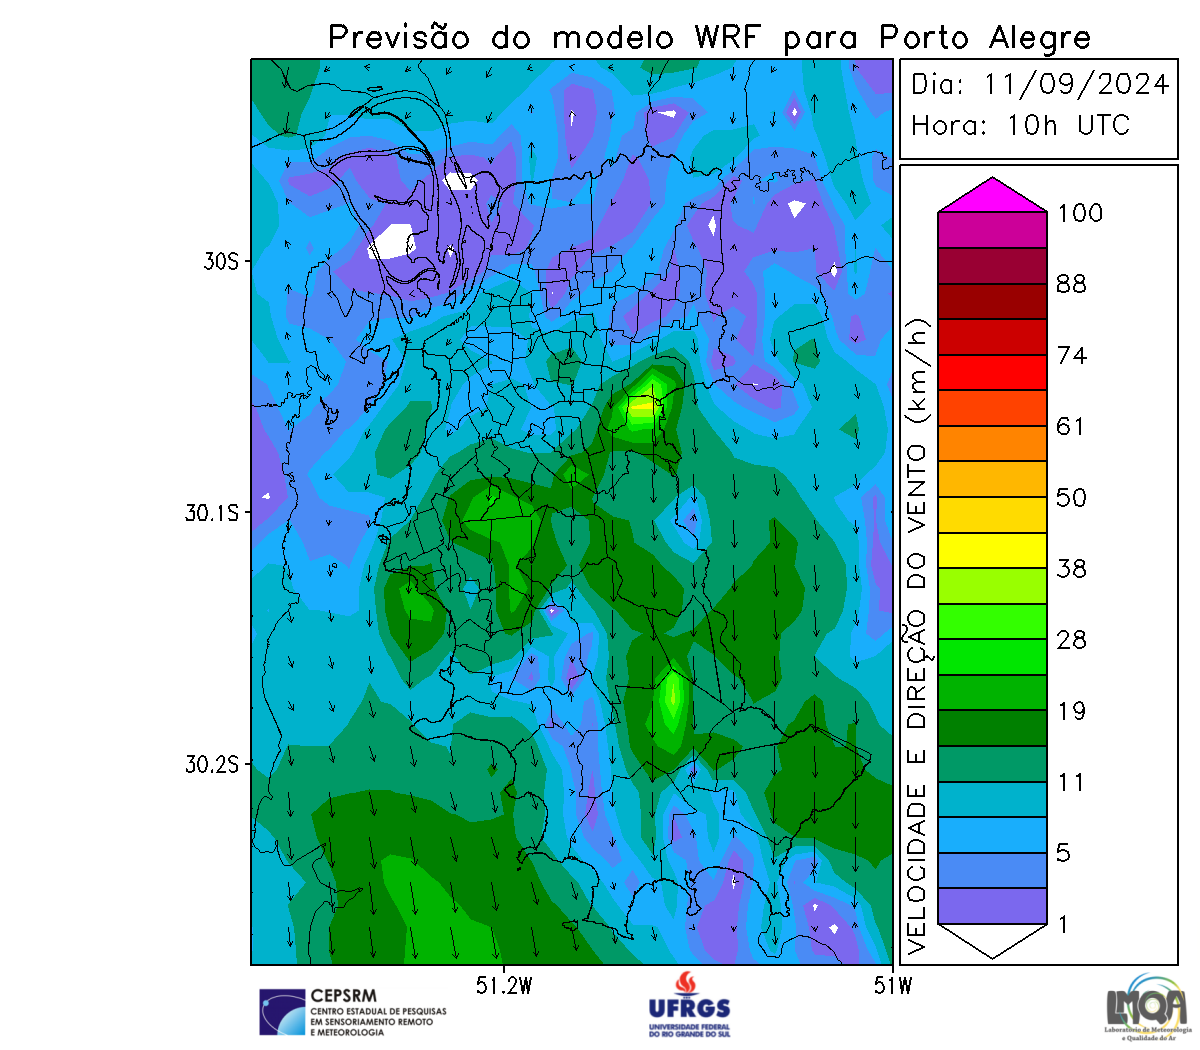 Previsão do modelo WRF para Porto Alegre
Dia: 11/09/2024
Hora: 10h UTC
30S
30.1S
30.2S
51.2W
51W
VELOCIDADE E DIREÇÃO DO VENTO (km/h)
100
88
74
61
50
38
28
19
11
5
1
CEPSRM
CENTRO ESTADUAL DE PESQUISAS
EM SENSORIAMENTO REMOTO
E METEOROLOGIA
UFRGS
UNIVERSIDADE FEDERAL
DO RIO GRANDE DO SUL
LMQA
Laboratório de Meteorologia
e Qualidade do Ar